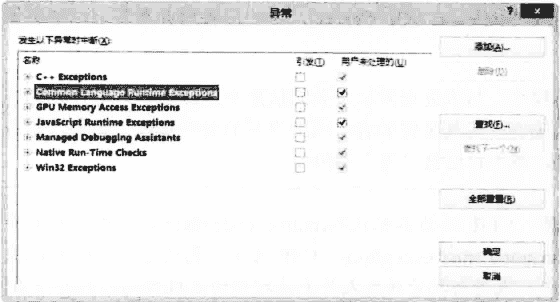 异常
? x
发生以下异常时中断(X):
名称 引发(T) 用户未处理的(U)
C++ Exceptions
Common Language Runtime Exceptions
GPU Memory Access Exceptions
JavaScript Runtime Exceptions
Managed Debugging Assistants
Native Run-Time Checks
Win32 Exceptions
添加(A)...
删除(D)
查找(F)...
查找下一个(N)
全部重置(R)
确定
取消